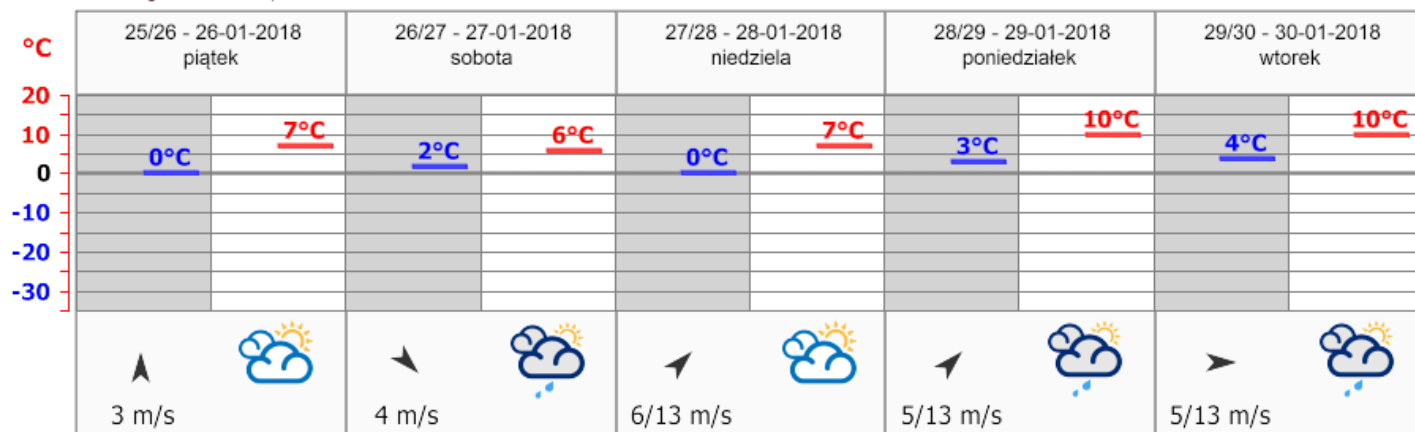 °C
25/26 - 26-01-2018
piątek
26/27 - 27-01-2018
sobota
27/28 - 28-01-2018
niedziela
28/29 - 29-01-2018
poniedziałek
29/30 - 30-01-2018
wtorek
20
10
0
-10
-20
-30
0°C
7°C
2°C
6°C
0°C
7°C
3°C
10°C
4°C
10°C
3 m/s
4 m/s
6/13 m/s
5/13 m/s
5/13 m/s